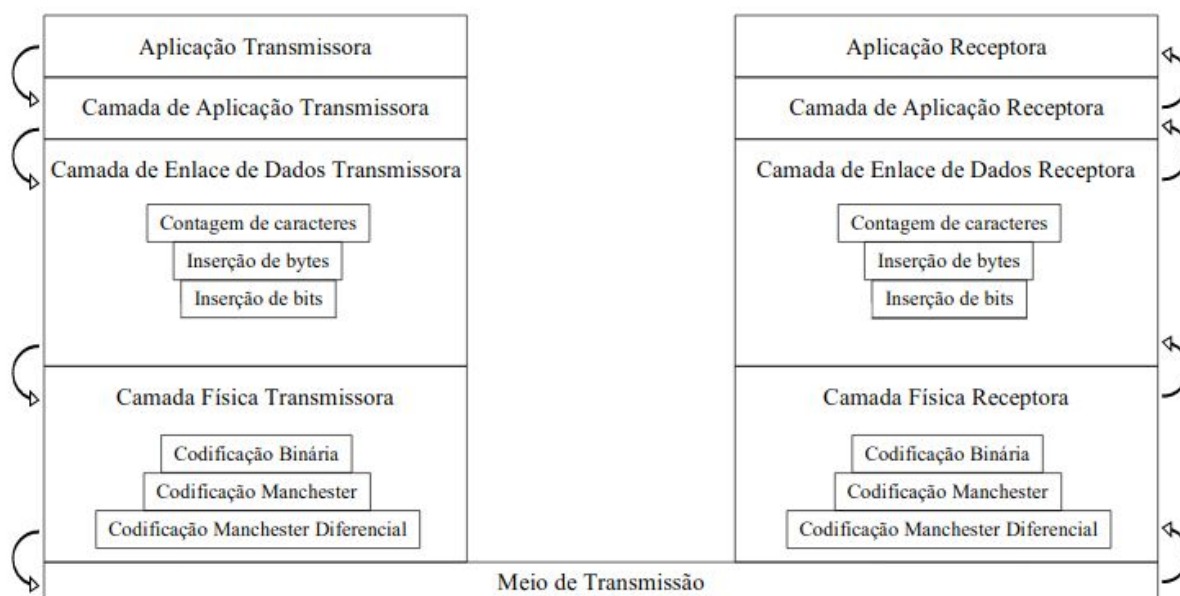 Aplicação Transmissora
Camada de Aplicação Transmissora
Camada de Enlace de Dados Transmissora
Contagem de caracteres
Inserção de bytes
Inserção de bits
Camada Física Transmissora
Codificação Binária
Codificação Manchester
Codificação Manchester Diferencial
Aplicação Receptora
Camada de Aplicação Receptora
Camada de Enlace de Dados Receptora
Contagem de caracteres
Inserção de bytes
Inserção de bits
Camada Física Receptora
Codificação Binária
Codificação Manchester
Codificação Manchester Diferencial
Meio de Transmissão